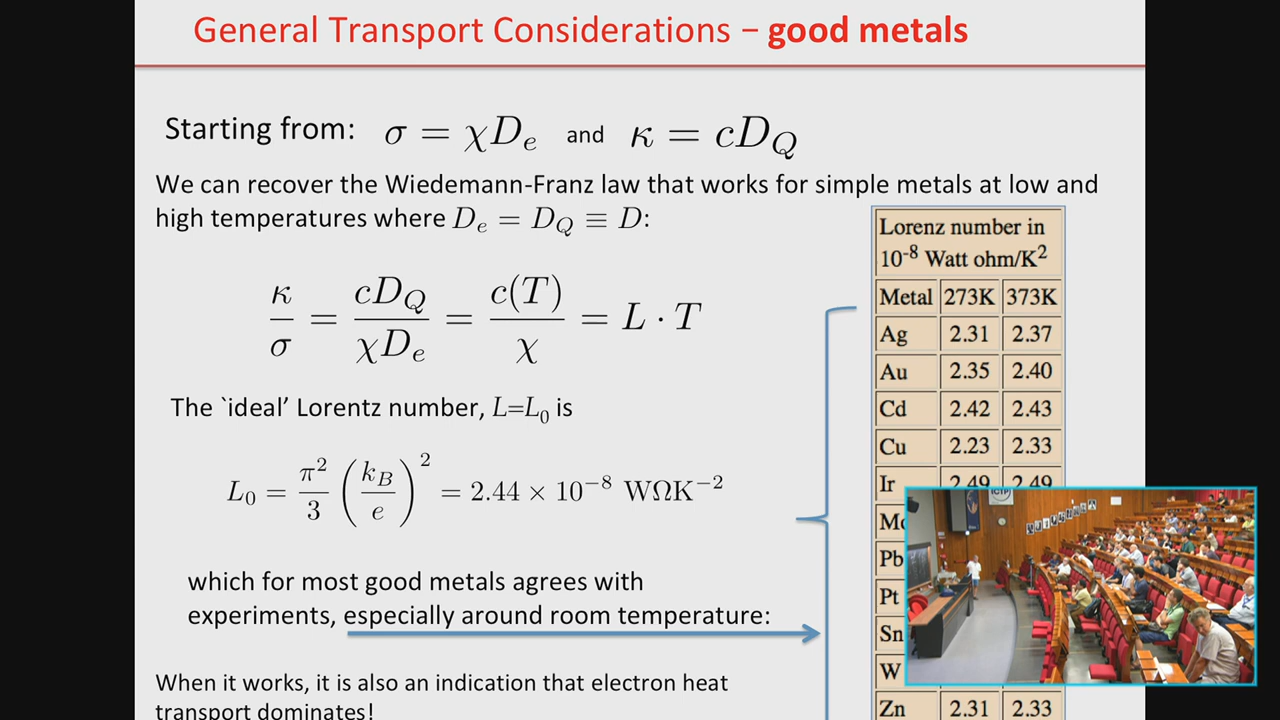 General Transport Considerations − good metals
Starting from: σ = χD_e and κ = cD_Q
We can recover the Wiedemann-Franz law that works for simple metals at low and
high temperatures where D_e = D_Q ≡ D:
κ/σ = cD_Q/χD_e = c(T)/χ = L · T
The `ideal' Lorentz number, L=L_0 is
L_0 = π^2/3 (k_B/e)^2 = 2.44 × 10^−8 WΩK^−2
which for most good metals agrees with
experiments, especially around room temperature:
When it works, it is also an indication that electron heat
transport dominates!
Lorenz number in
10^-8 Watt ohm/K^2
Metal 273K 373K
Ag 2.31 2.37
Au 2.35 2.40
Cd 2.42 2.43
Cu 2.23 2.33
Ir 2.49 2.49
Pb
Pt
Sn
W
Zn 2.31 2.33
ICTP